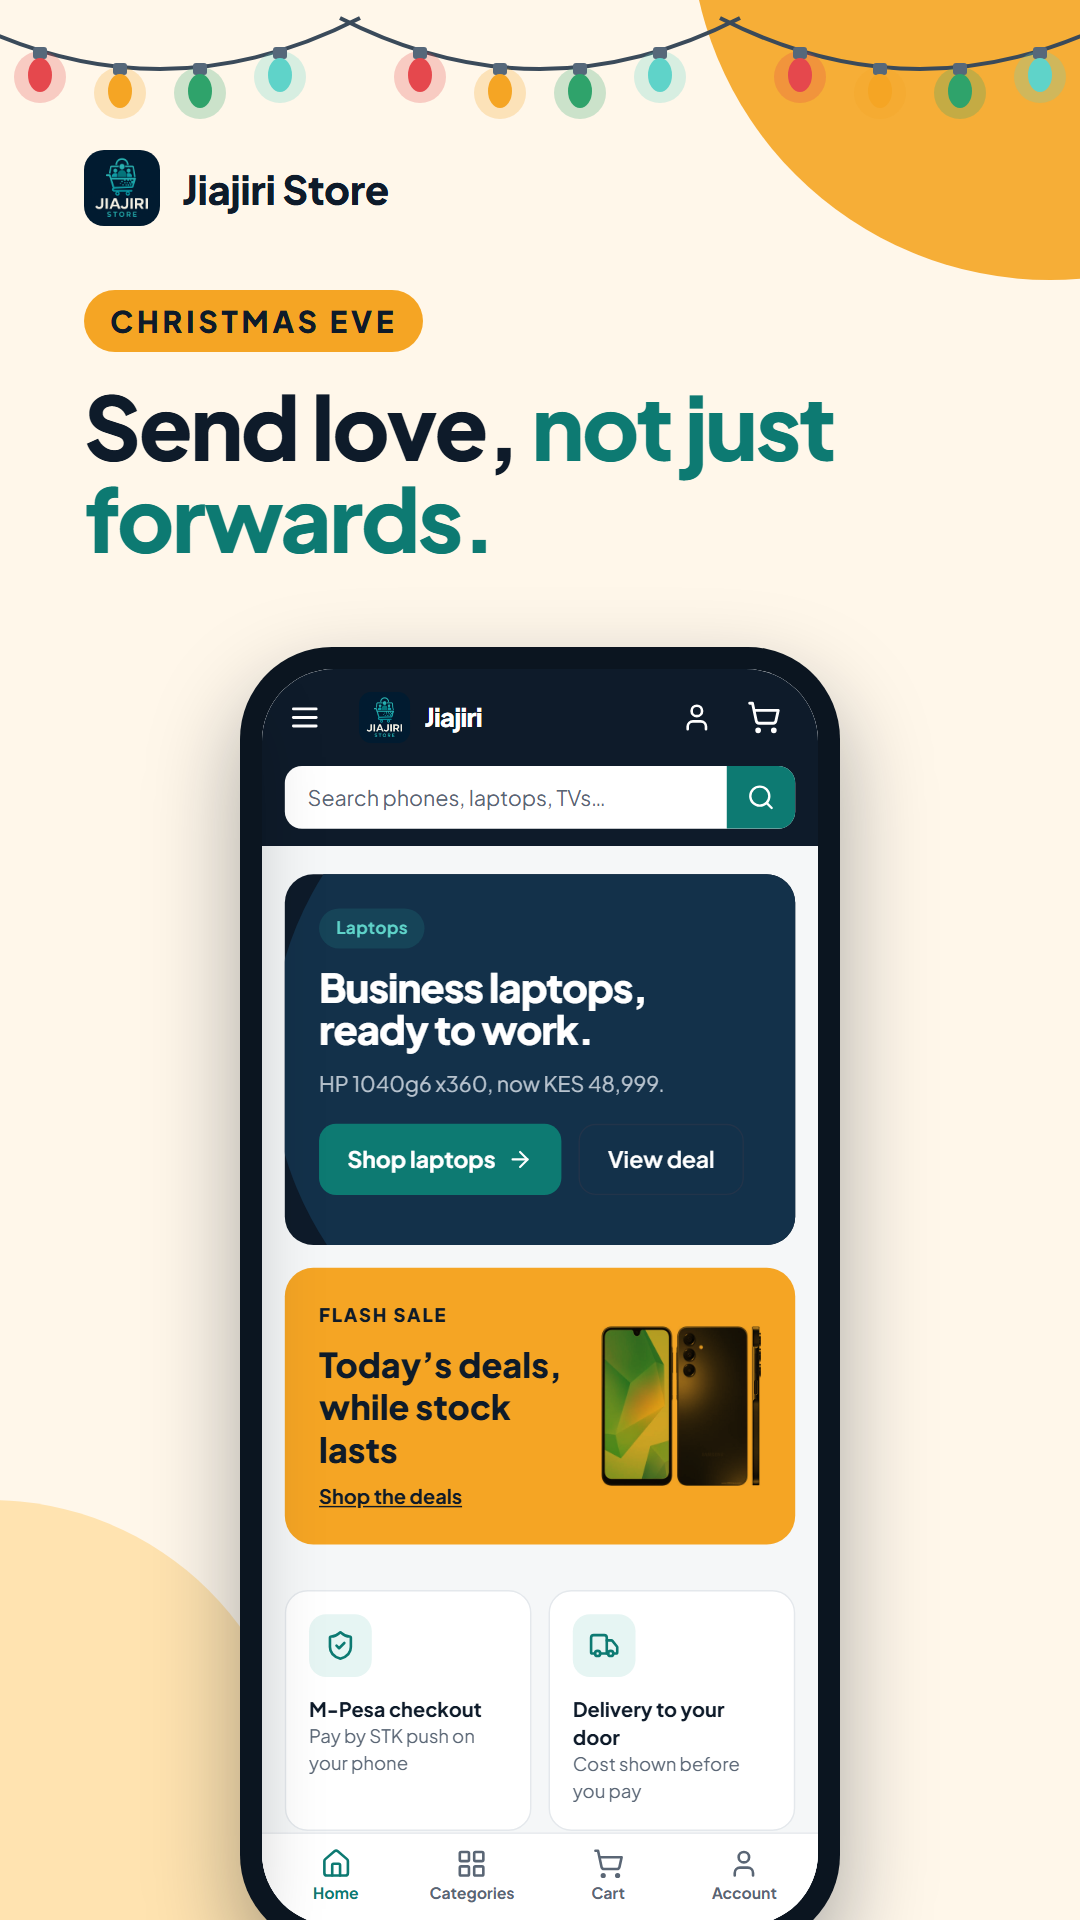 JIAJIRI
STORE
Jiajiri Store
CHRISTMAS EVE
Send love, not just
forwards.
JIAJIRI
STORE
Jiajiri
Search phones, laptops, TVs...
Laptops
Business laptops,
ready to work.
HP 1040g6 x360, now KES 48,999.
Shop laptops
View deal
FLASH SALE
Today’s deals,
while stock
lasts
Shop the deals
M-Pesa checkout
Pay by STK push on
your phone
Delivery to your
door
Cost shown before
you pay
Home
Categories
Cart
Account